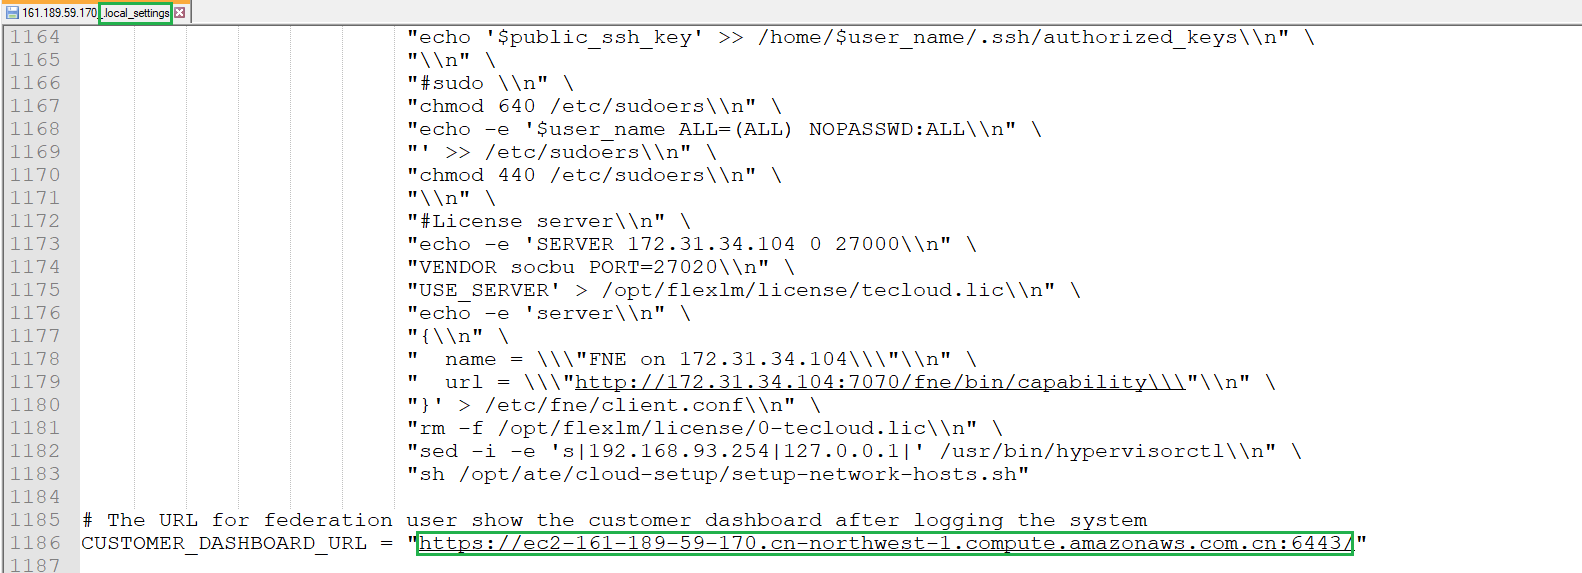 161.189.59.170_.local_settings
1164 "echo '$public_ssh_key' >> /home/$user_name/.ssh/authorized_keys\\n" \
1165 "\\n" \
1166 "#sudo \\n" \
1167 "chmod 640 /etc/sudoers\\n" \
1168 "echo -e '$user_name ALL=(ALL) NOPASSWD:ALL\\n" \
1169 "' >> /etc/sudoers\\n" \
1170 "chmod 440 /etc/sudoers\\n" \
1171 "\\n" \
1172 "#License server\\n" \
1173 "echo -e 'SERVER 172.31.34.104 0 27000\\n" \
1174 "VENDOR socbu PORT=27020\\n" \
1175 "USE_SERVER' > /opt/flexlm/license/tecloud.lic\\n" \
1176 "echo -e 'server\\n" \
1177 "{\\n" \
1178 "  name = \\\"FNE on 172.31.34.104\\\"\\n" \
1179 "  url = \\\"http://172.31.34.104:7070/fne/bin/capability\\\"\\n" \
1180 "}' > /etc/fne/client.conf\\n" \
1181 "rm -f /opt/flexlm/license/0-tecloud.lic\\n" \
1182 "sed -i -e 's|192.168.93.254|127.0.0.1|' /usr/bin/hypervisorctl\\n" \
1183 "sh /opt/ate/cloud-setup/setup-network-hosts.sh"
1184
1185 # The URL for federation user show the customer dashboard after logging the system
1186 CUSTOMER_DASHBOARD_URL = "https://ec2-161-189-59-170.cn-northwest-1.compute.amazonaws.com.cn:6443/"
1187